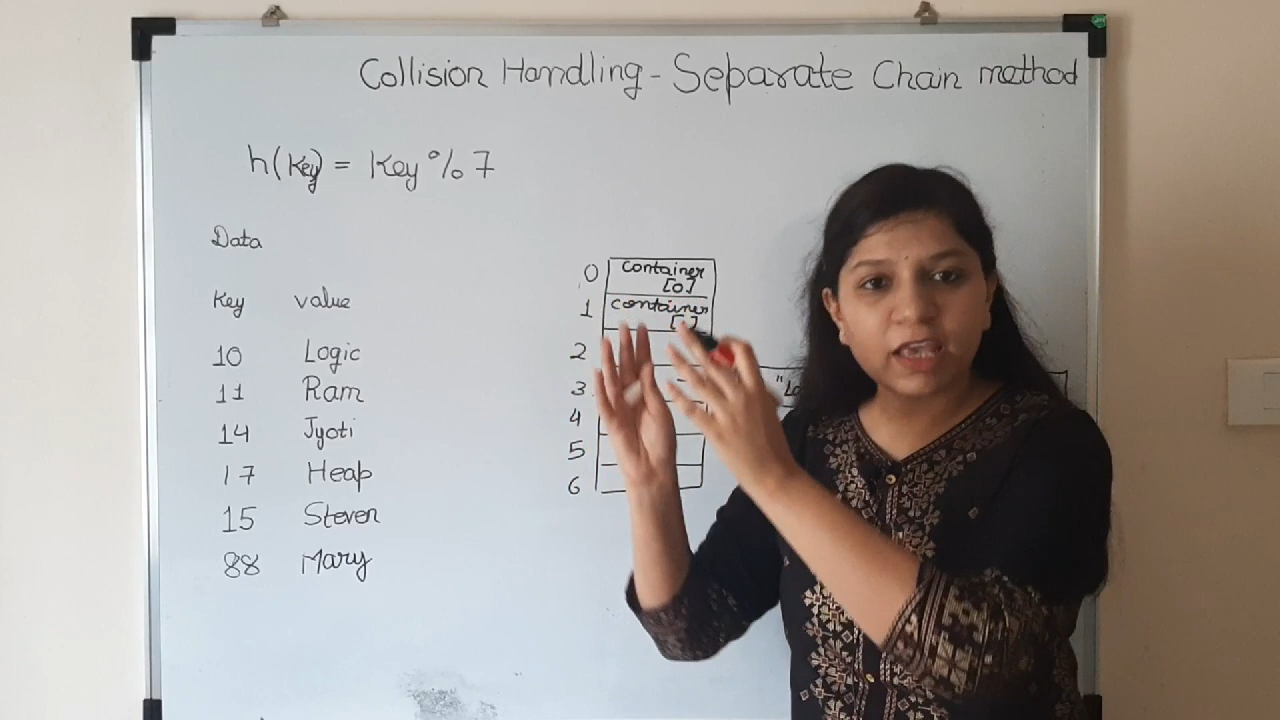 Collision Handling - Separate Chain method
h(key) = Key % 7
Data
Key value
10 Logic
11 Ram
14 Jyoti
17 Heap
15 Steven
88 Mary
0 container [0]
1 container
2
3 "Lo
4
5
6